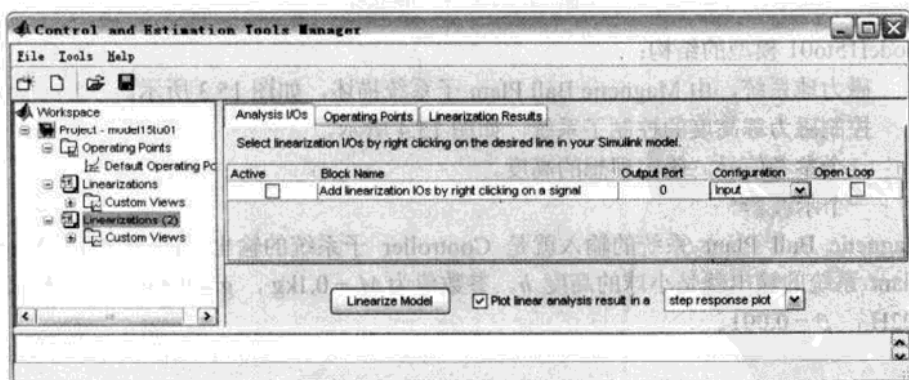 Control and Estimation Tools Manager
File Tools Help
Workspace
Project - model15tu01
Operating Points
Default Operating Po
Linearizations
Custom Views
Linearizations (2)
Custom Views
Analysis I/Os Operating Points Linearization Results
Select linearization I/Os by right clicking on the desired line in your Simulink model.
Active Block Name Output Port Configuration Open Loop
Add linearization IOs by right clicking on a signal 0 Input
Linearize Model Plot linear analysis result in a step response plot